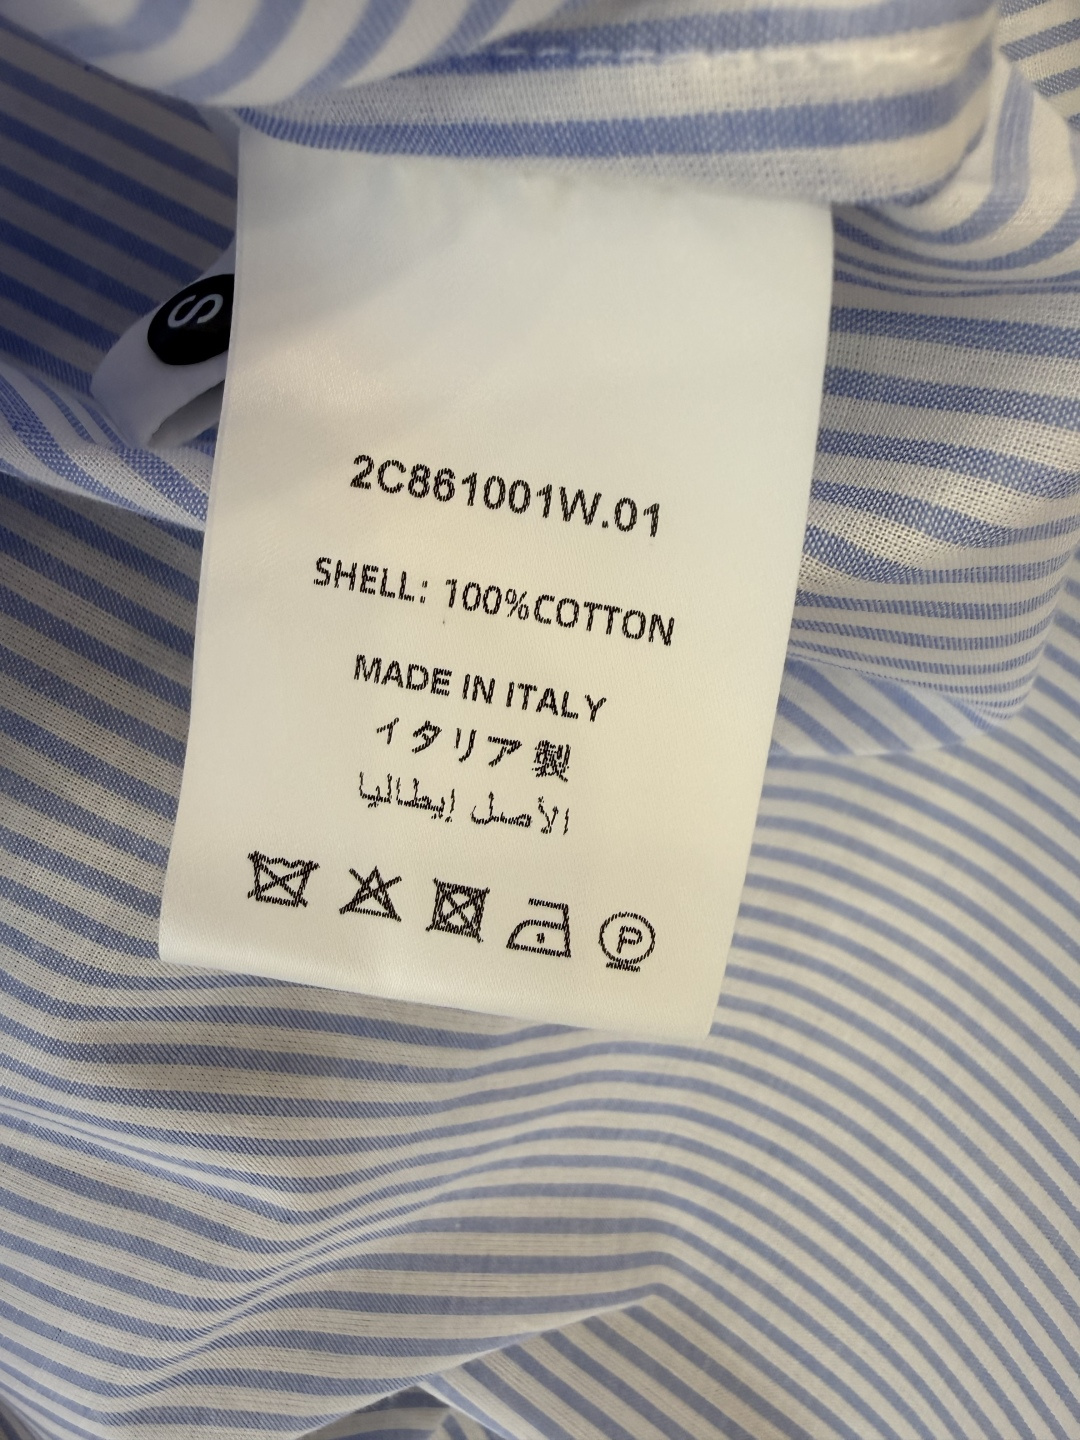 S
2C861001W.01
SHELL: 100%COTTON
MADE IN ITALY
イタリア製
الأصل إيطاليا
P